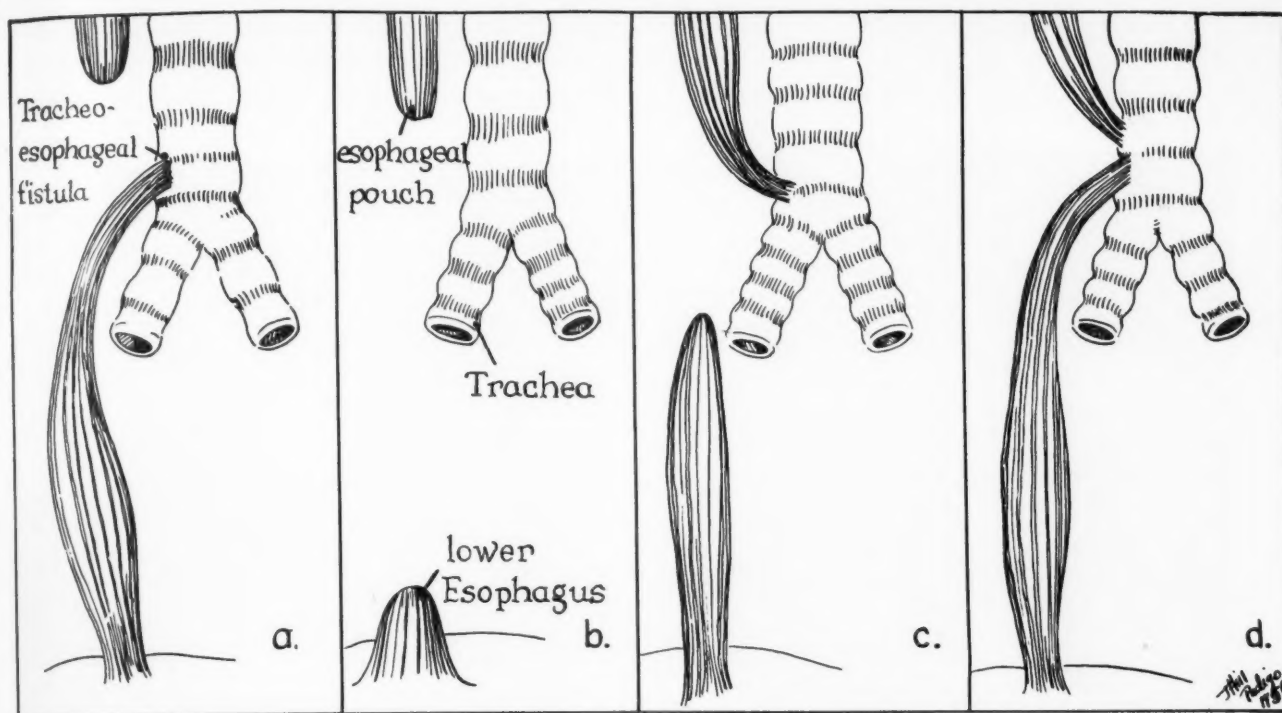 Tracheo-
esophageal
fistula
a.
esophageal
pouch
Trachea
lower
Esophagus
b.
c.
d.